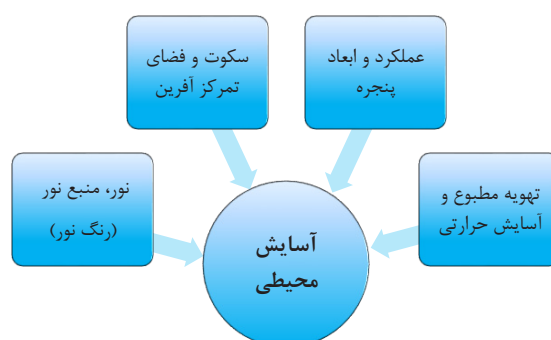 عملکرد و ابعاد
پنجره
سکوت و فضای
تمرکز آفرین
تهویه مطبوع و
آسایش حرارتی
نور، منبع نور
(رنگ نور)
آسایش
محیطی